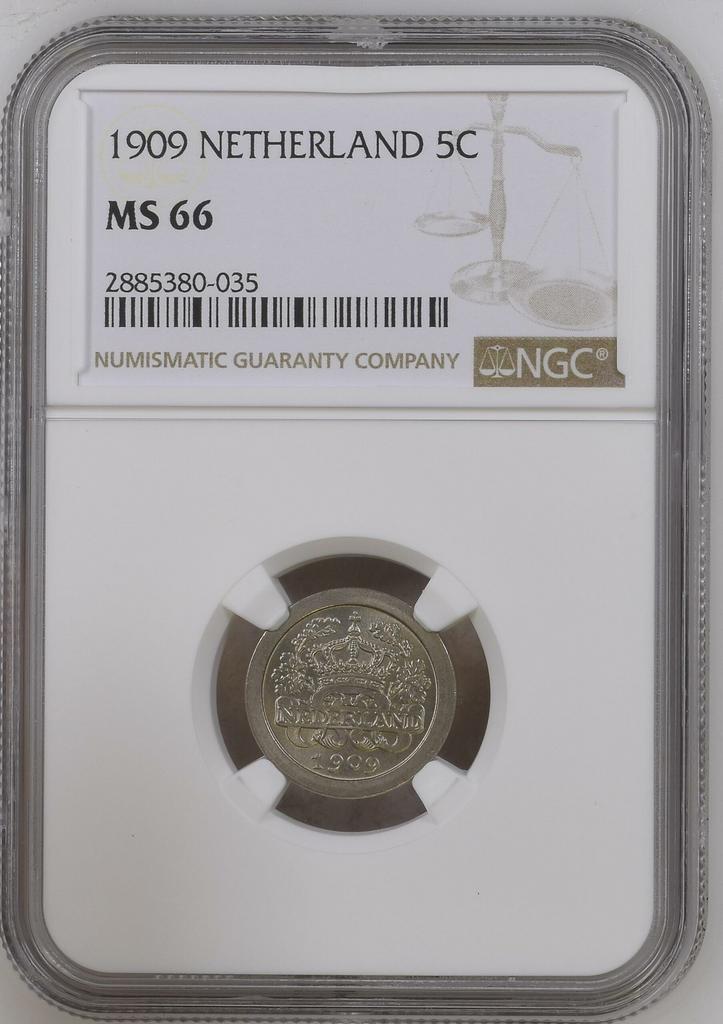 1909 NETHERLAND 5C
MS 66
2885380-035
NUMISMATIC GUARANTY COMPANY
NGC®
NEDERLAND
1909